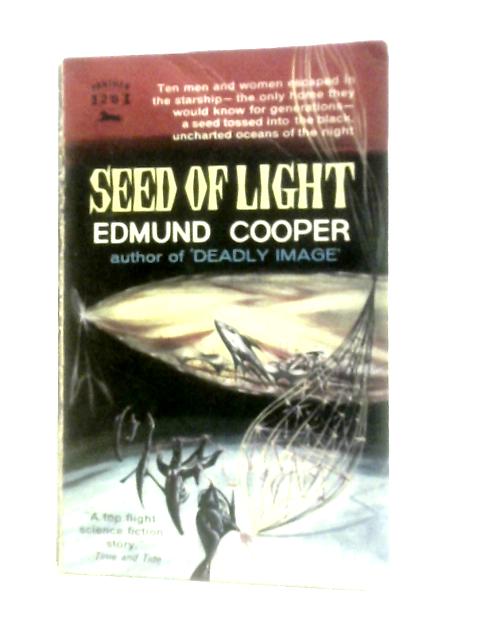 PANTHER
1281
Ten men and women escaped in
the starship— the only home they
would know for generations—
a seed tossed into the black,
uncharted oceans of the night
SEED OF LIGHT
EDMUND COOPER
author of 'DEADLY IMAGE'
"A top flight
science fiction
story."
Time and Tide